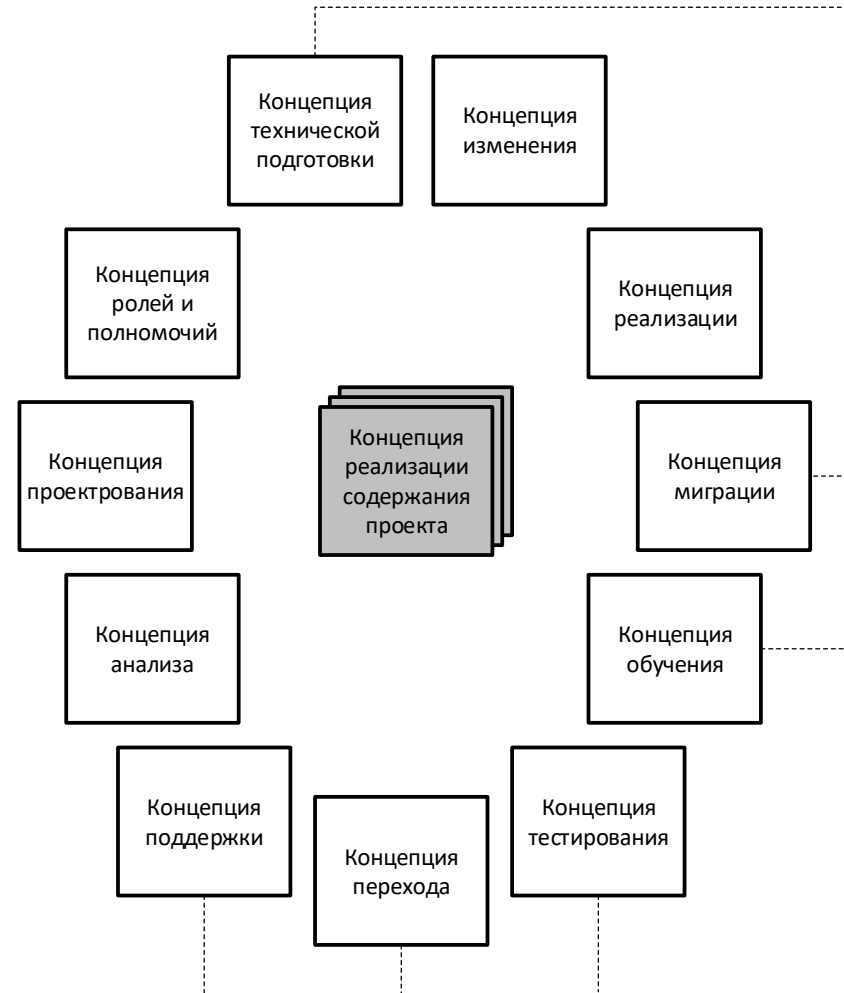 Концепция
технической
подготовки
Концепция
изменения
Концепция
ролей и
полномочий
Концепция
реализации
Концепция
проектрования
Концепция
реализации
содержания
проекта
Концепция
миграции
Концепция
анализа
Концепция
обучения
Концепция
поддержки
Концепция
перехода
Концепция
тестирования